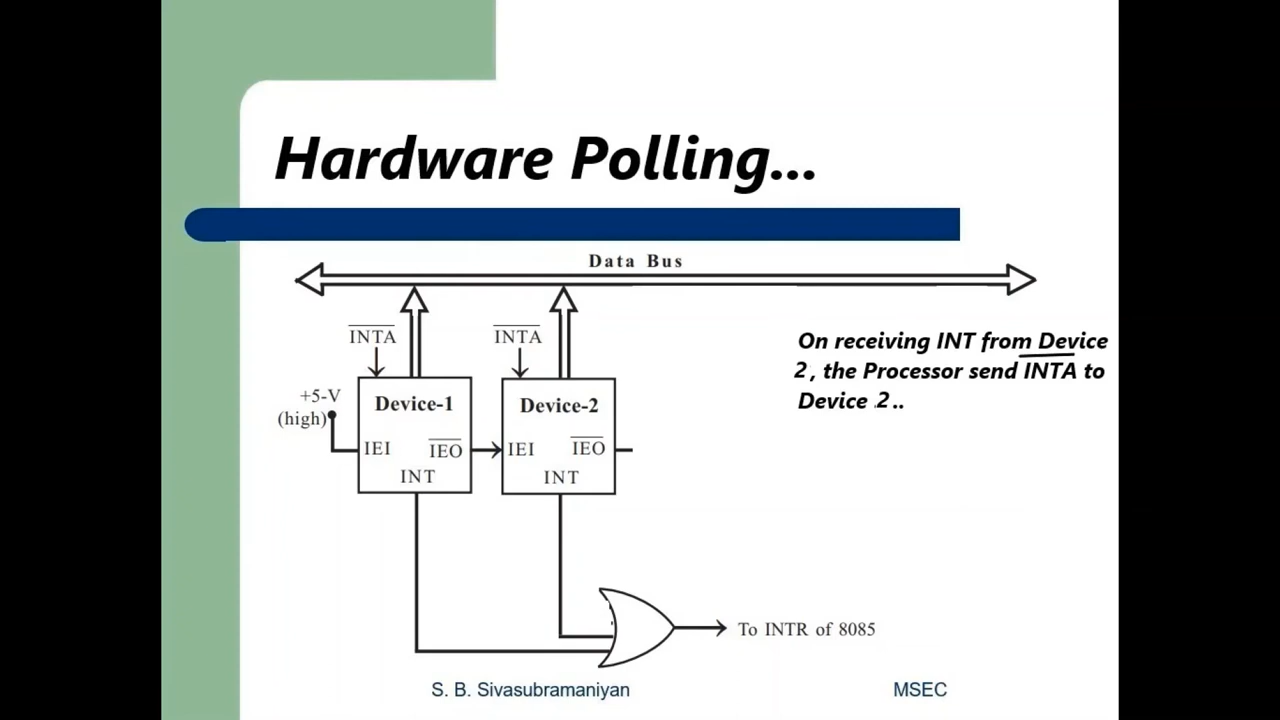 Hardware Polling...
Data Bus
INTA INTA
On receiving INT from Device
2, the Processor send INTA to
Device 2..
+5-V
(high)
Device-1 Device-2
IEI IEO IEI IEO
INT INT
To INTR of 8085
S. B. Sivasubramaniyan MSEC